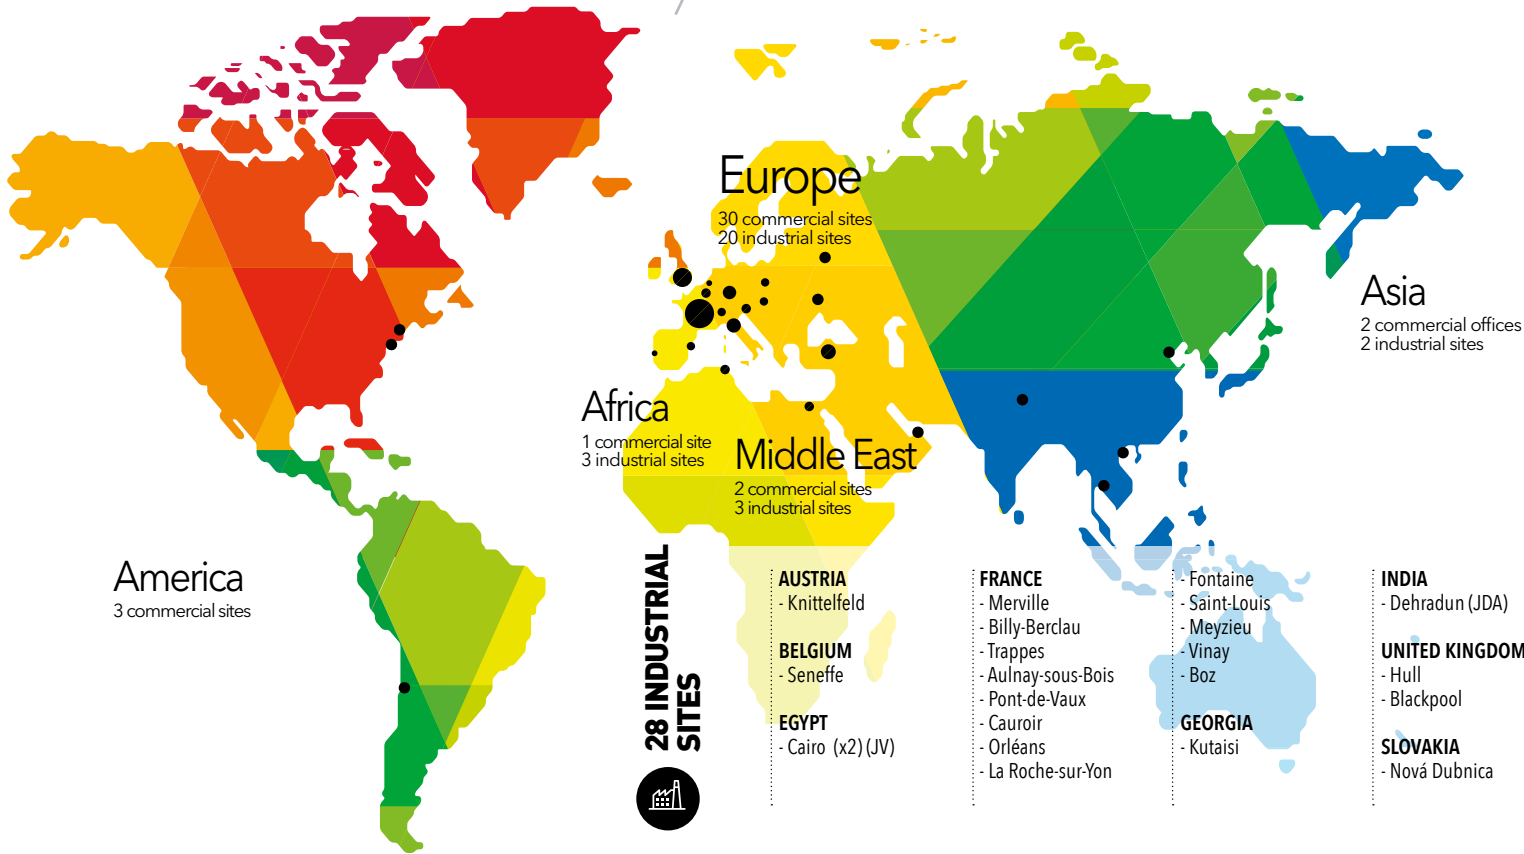 Europe
30 commercial sites
20 industrial sites
Asia
2 commercial offices
2 industrial sites
Africa
1 commercial site
3 industrial sites
Middle East
2 commercial sites
3 industrial sites
America
3 commercial sites
28 INDUSTRIAL
SITES
AUSTRIA
- Knittelfeld
BELGIUM
- Seneffe
EGYPT
- Cairo (x2) (JV)
FRANCE
- Merville
- Billy-Berclau
- Trappes
- Aulnay-sous-Bois
- Pont-de-Vaux
- Cauroir
- Orléans
- La Roche-sur-Yon
- Fontaine
- Saint-Louis
- Meyzieu
- Vinay
- Boz
GEORGIA
- Kutaisi
INDIA
- Dehradun (JDA)
UNITED KINGDOM
- Hull
- Blackpool
SLOVAKIA
- Nová Dubnica